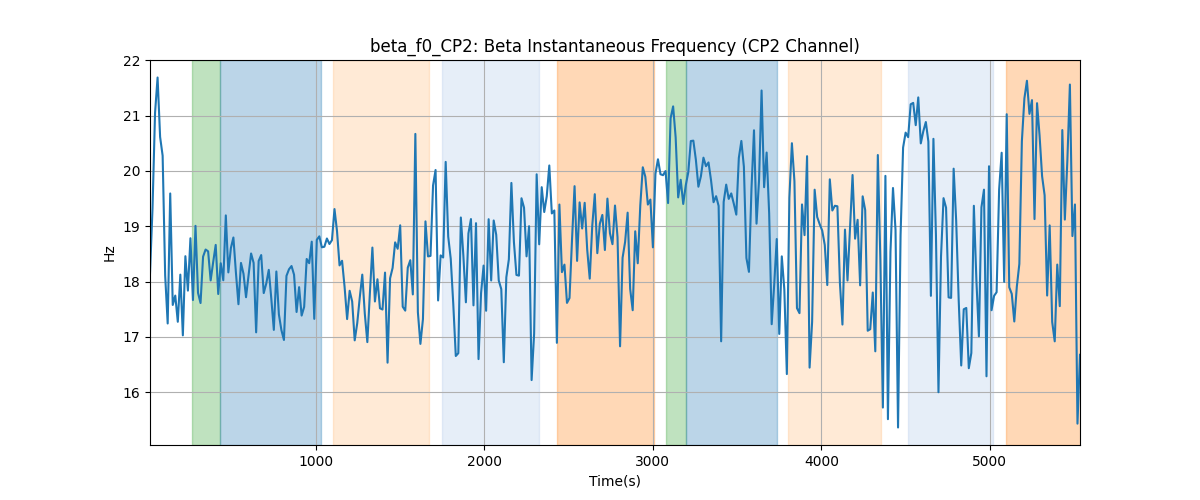 beta_f0_CP2: Beta Instantaneous Frequency (CP2 Channel)
22
21
20
19
18
17
16
Hz
1000 2000 3000 4000 5000
Time(s)